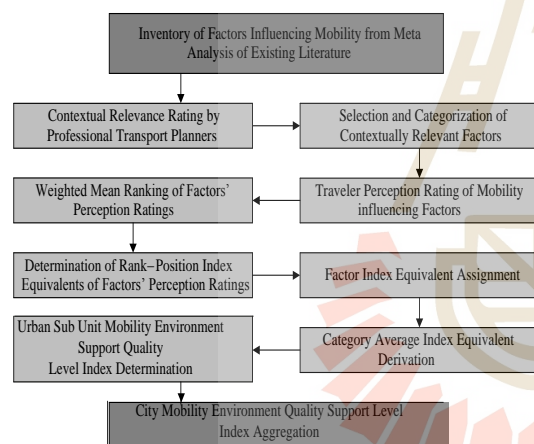 Inventory of Factors Influencing Mobility from Meta
Analysis of Existing Literature
Contextual Relevance Rating by
Professional Transport Planners
Selection and Categorization of
Contextually Relevant Factors
Weighted Mean Ranking of Factors'
Perception Ratings
Traveler Perception Rating of Mobility
influencing Factors
Determination of Rank–Position Index
Equivalents of Factors' Perception Ratings
Factor Index Equivalent Assignment
Urban Sub Unit Mobility Environment
Support Quality
Level Index Determination
Category Average Index Equivalent
Derivation
City Mobility Environment Quality Support Level
Index Aggregation